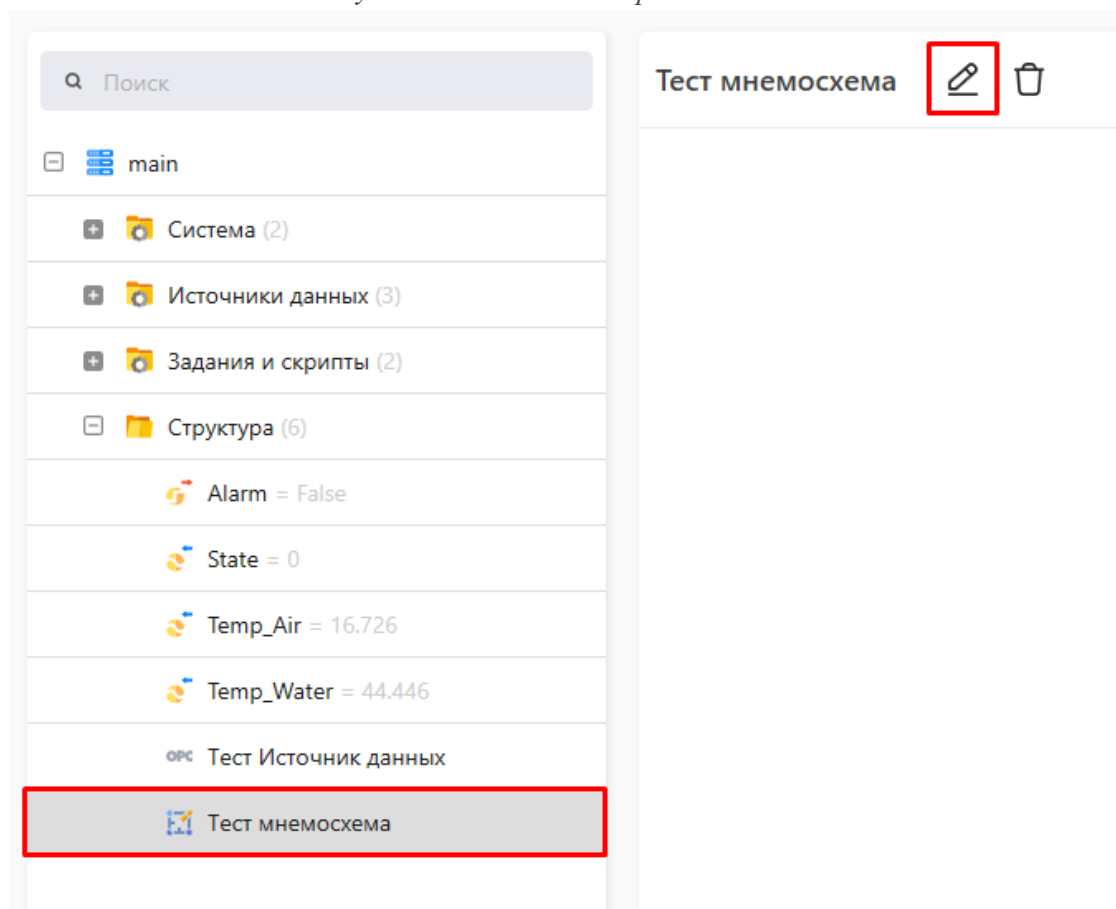 Поиск
Тест мнемосхема
main
Система (2)
Источники данных (3)
Задания и скрипты (2)
Структура (6)
Alarm = False
State = 0
Temp_Air = 16.726
Temp_Water = 44.446
OPC Тест Источник данных
Тест мнемосхема